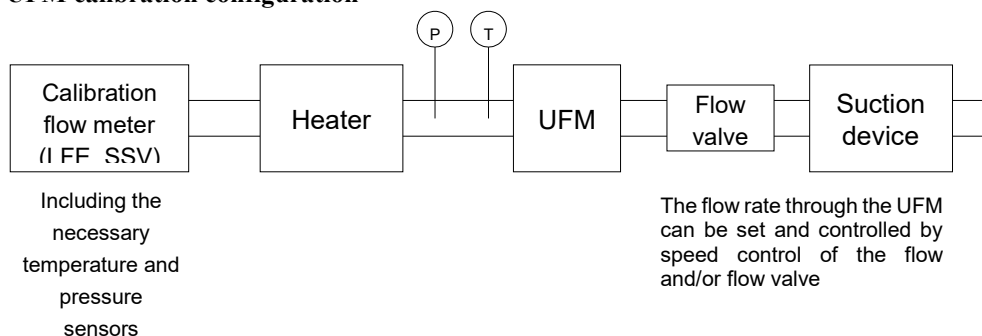 UFM calibration configuration
P
T
Calibration
flow meter
(LFE, SSV)
Heater
UFM
Flow
valve
Suction
device
Including the
necessary
temperature and
pressure
sensors
The flow rate through the UFM
can be set and controlled by
speed control of the flow
and/or flow valve